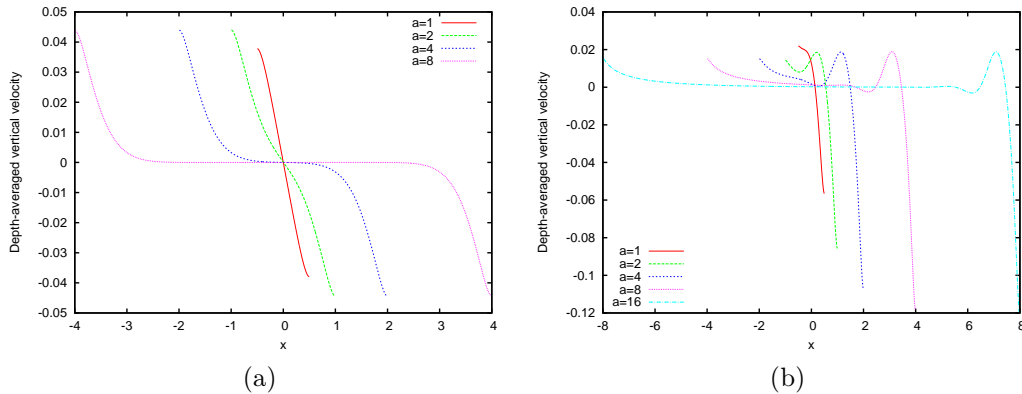 0.05
0.04
0.03
0.02
0.01
0
-0.01
-0.02
-0.03
-0.04
-0.05
-4
-3
-2
-1
0
1
2
3
4
Depth-averaged vertical velocity
x
a=1
a=2
a=4
a=8
(a)
0.04
0.02
0
-0.02
-0.04
-0.06
-0.08
-0.1
-0.12
-8
-6
-4
-2
0
2
4
6
8
Depth-averaged vertical velocity
x
a=1
a=2
a=4
a=8
a=16
(b)